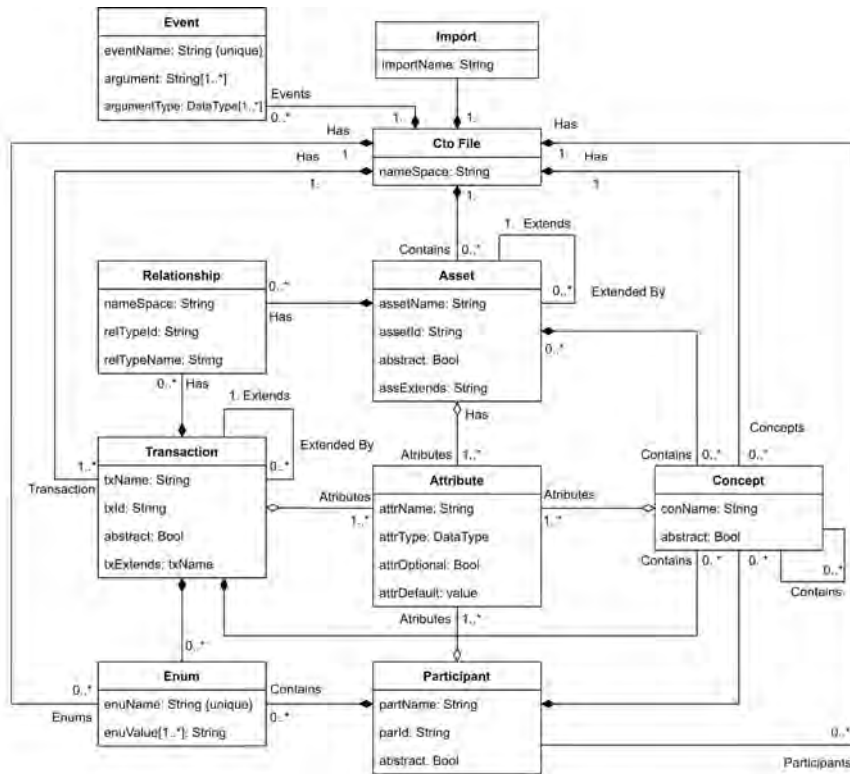 Event
eventName: String {unique}
argument: String[1..*]
argumentType: DataType[1..*]
Events
0..*
1.
Import
importName: String
1.
Has
1
Has
1.
Cto File
nameSpace: String
Has
1.
Has
1
1.
Contains
0..*
1. Extends
0..*
Extended By
Relationship
nameSpace: String
relTypeId: String
relTypeName: String
0..*
Has
Asset
assetName: String
assetId: String
abstract: Bool
assExtends: String
0..*
0..*
Has
Has
1. Extends
Extended By
0..*
Concepts
Contains
0..*
0..*
Atributes
1..*
1..*
Transaction
Transaction
txName: String
txId: String
abstract: Bool
txExtends: txName
Atributes
1..*
Attribute
attrName: String
attrType: DataType
attrOptional: Bool
attrDefault: value
Atributes
1..*
Concept
conName: String
abstract: Bool
Contains
0..*
0..*
0..*
Contains
Atributes
1..*
0..*
0..*
Enums
Enum
enuName: String {unique}
enuValue[1..*]: String
Contains
0..*
Participant
partName: String
parId: String
abstract: Bool
0..*
Participants